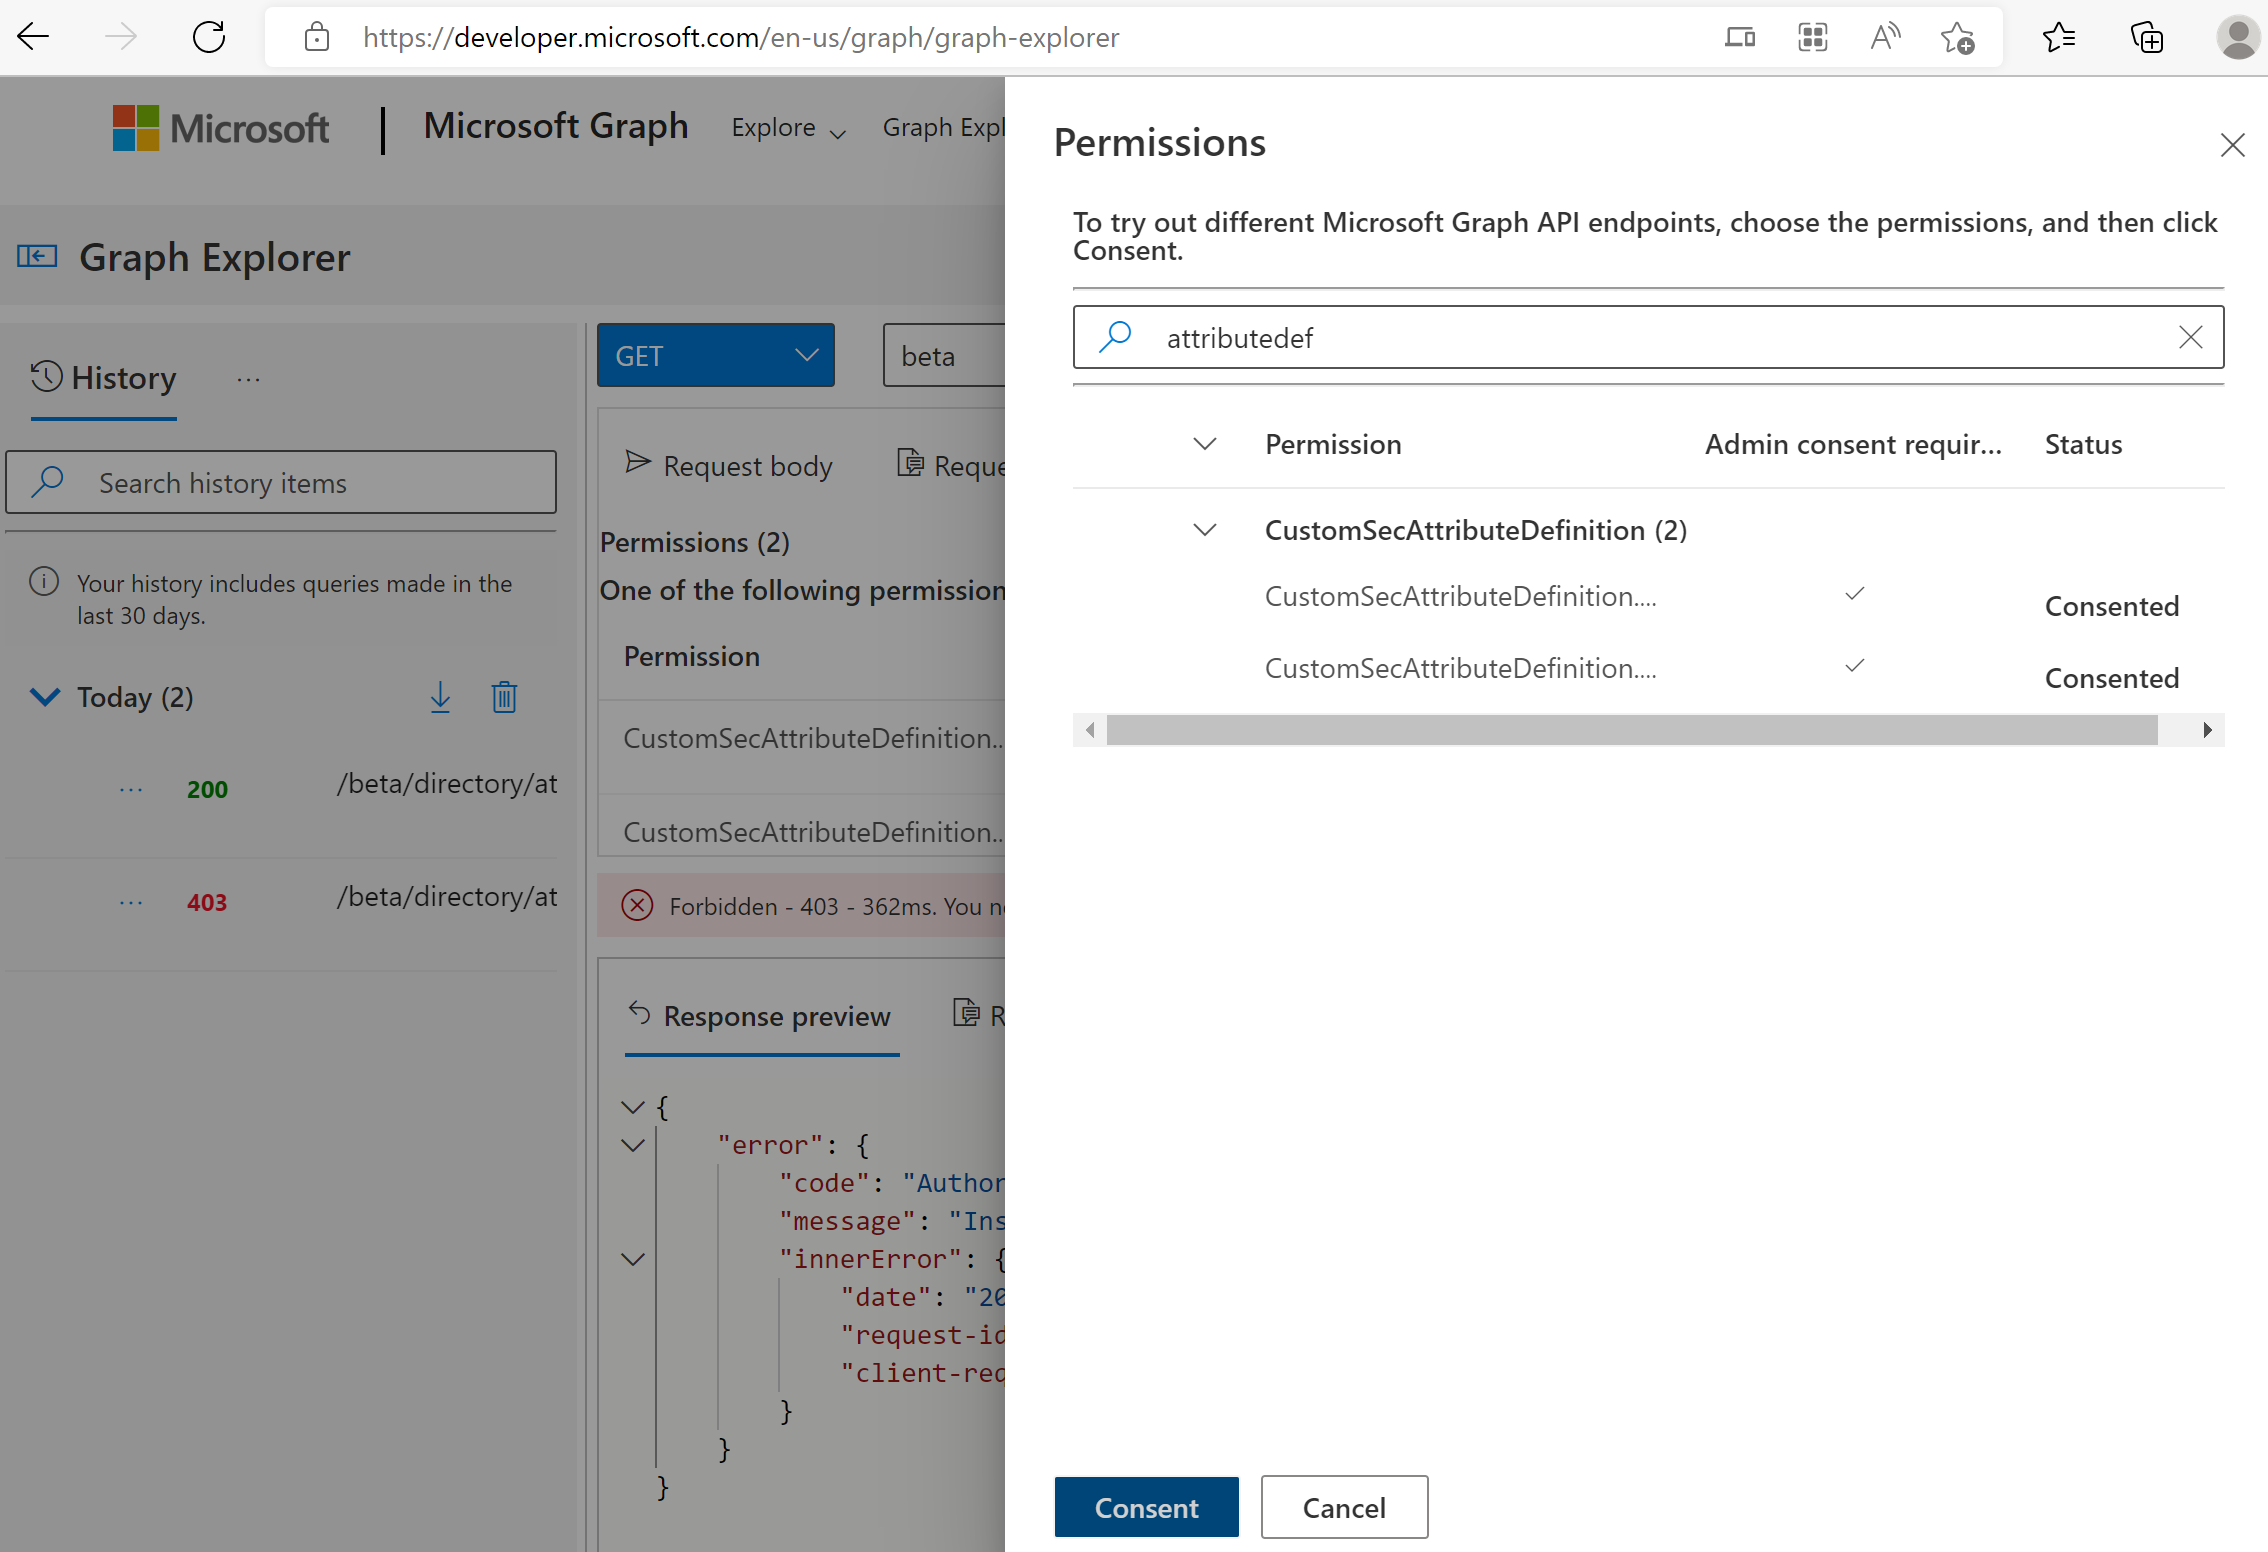 https://developer.microsoft.com/en-us/graph/graph-explorer
Microsoft
Microsoft Graph
Explore
Graph Expl
Graph Explorer
History
...
Search history items
Your history includes queries made in the
last 30 days.
Today (2)
... 200 /beta/directory/at
... 403 /beta/directory/at
GET
beta
Request body
Reque
Permissions (2)
One of the following permission
Permission
CustomSecAttributeDefinition..
CustomSecAttributeDefinition..
Forbidden - 403 - 362ms. You n
Response preview
R
{
"error": {
"code": "Author
"message": "Ins
"innerError": {
"date": "20
"request-id
"client-req
}
}
}
Permissions
To try out different Microsoft Graph API endpoints, choose the permissions, and then click
Consent.
attributedef
Permission Admin consent requir... Status
CustomSecAttributeDefinition (2)
CustomSecAttributeDefinition.... Consented
CustomSecAttributeDefinition.... Consented
Consent
Cancel